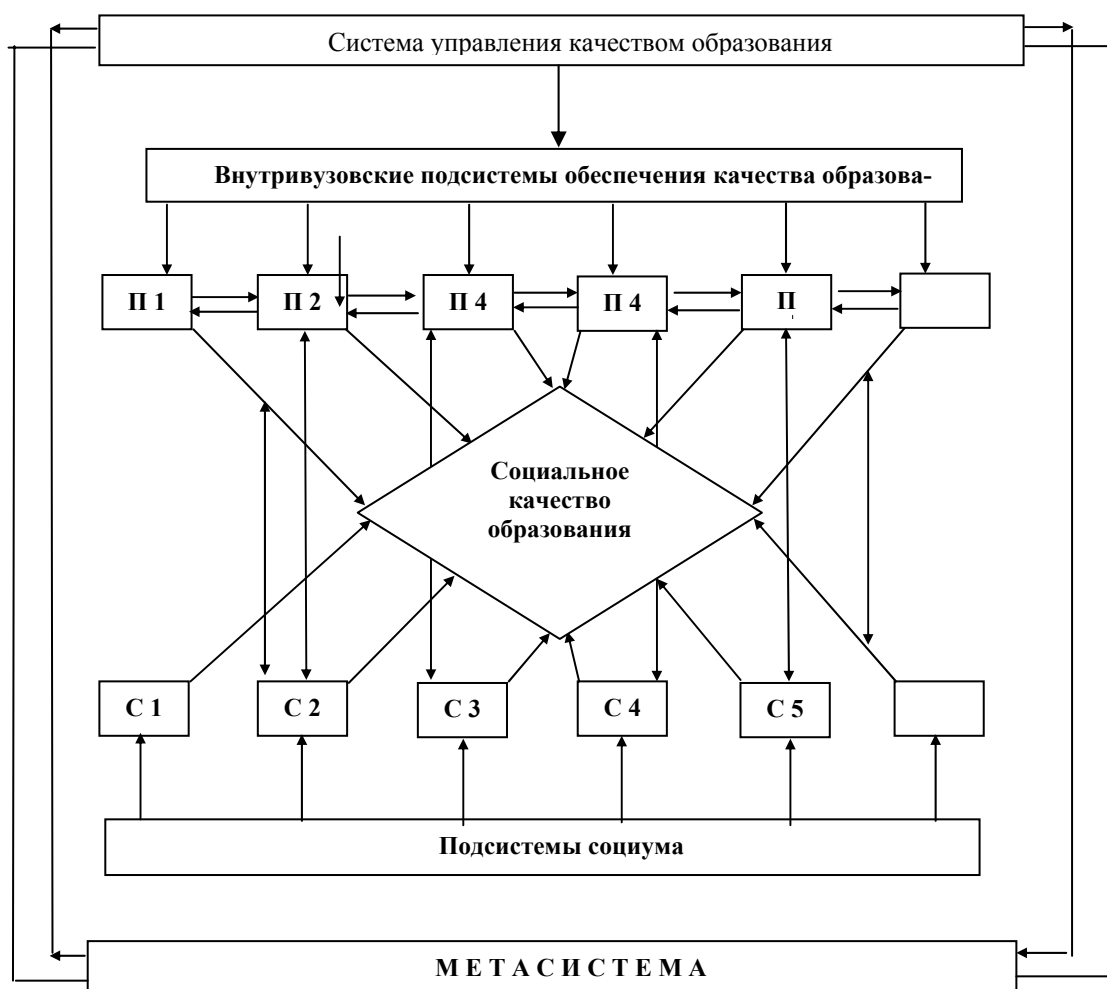 Система управления качеством образования
Внутривузовские подсистемы обеспечения качества образова-
П 1
П 2
П 4
П 4
П
Социальное
качество
образования
С 1
С 2
С 3
С 4
С 5
Подсистемы социума
М Е Т А С И С Т Е М А